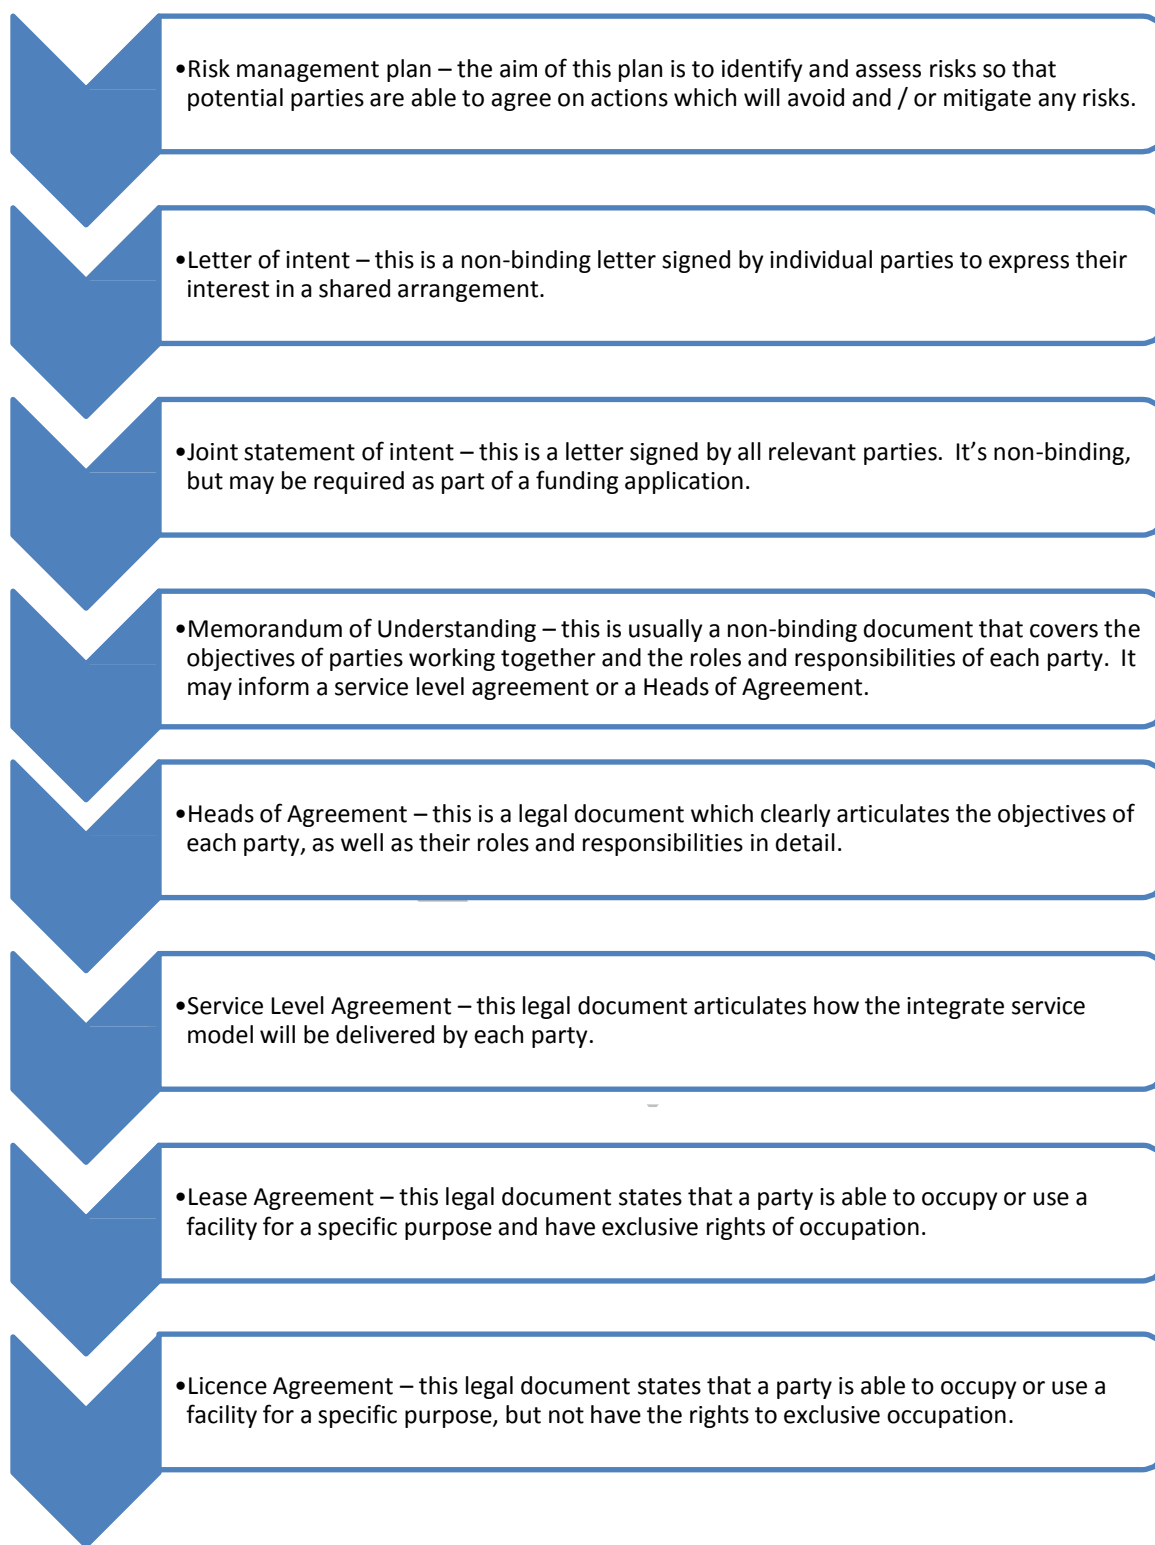 •Risk management plan – the aim of this plan is to identify and assess risks so that
potential parties are able to agree on actions which will avoid and / or mitigate any risks.
•Letter of intent – this is a non-binding letter signed by individual parties to express their
interest in a shared arrangement.
•Joint statement of intent – this is a letter signed by all relevant parties.  It’s non-binding,
but may be required as part of a funding application.
•Memorandum of Understanding – this is usually a non-binding document that covers the
objectives of parties working together and the roles and responsibilities of each party.  It
may inform a service level agreement or a Heads of Agreement.
•Heads of Agreement – this is a legal document which clearly articulates the objectives of
each party, as well as their roles and responsibilities in detail.
•Service Level Agreement – this legal document articulates how the integrate service
model will be delivered by each party.
•Lease Agreement – this legal document states that a party is able to occupy or use a
facility for a specific purpose and have exclusive rights of occupation.
•Licence Agreement – this legal document states that a party is able to occupy or use a
facility for a specific purpose, but not have the rights to exclusive occupation.